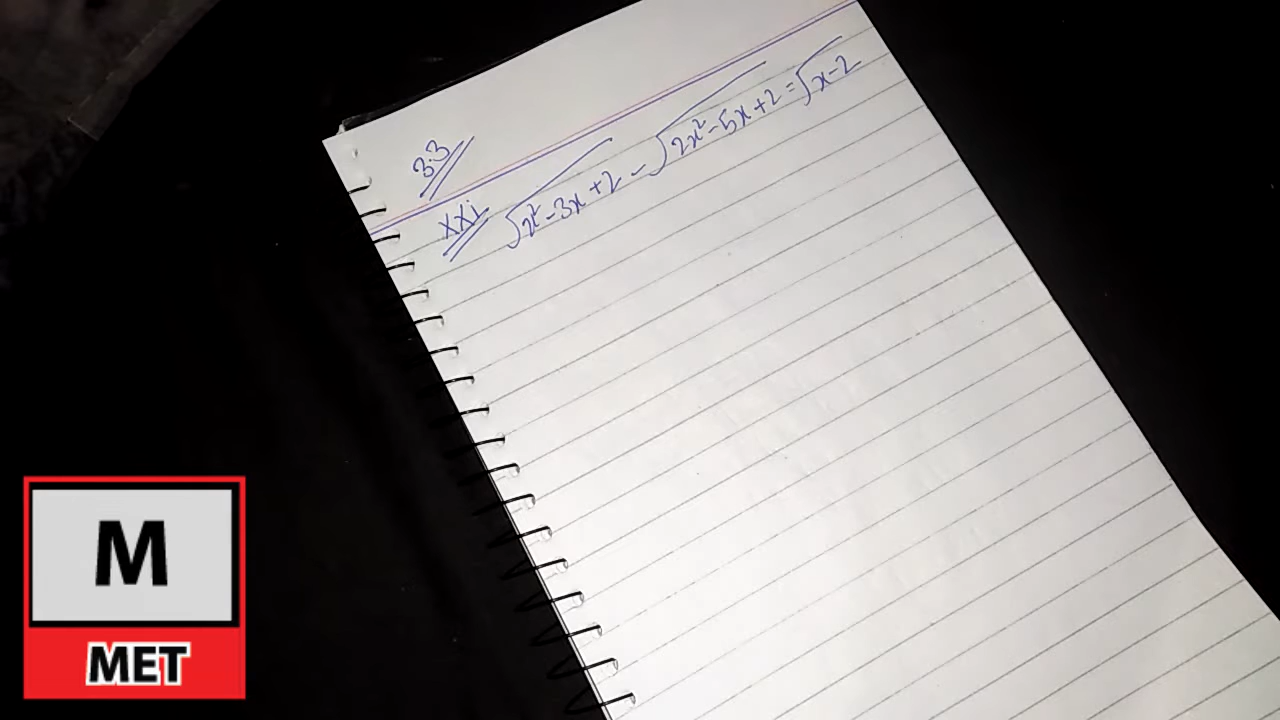 3.3
xxi √x²-3x+2 - √2x²-5x+2 = √x-2
M
MET